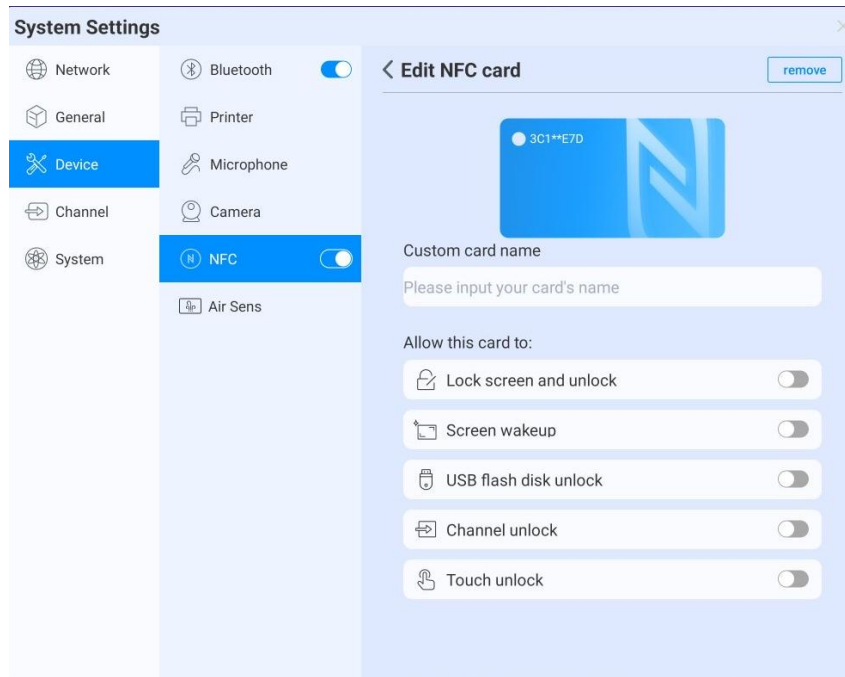 System Settings
Network
General
Device
Channel
System
Bluetooth
Printer
Microphone
Camera
NFC
Air Sens
Edit NFC card
remove
3C1**E7D
Custom card name
Please input your card's name
Allow this card to:
Lock screen and unlock
Screen wakeup
USB flash disk unlock
Channel unlock
Touch unlock